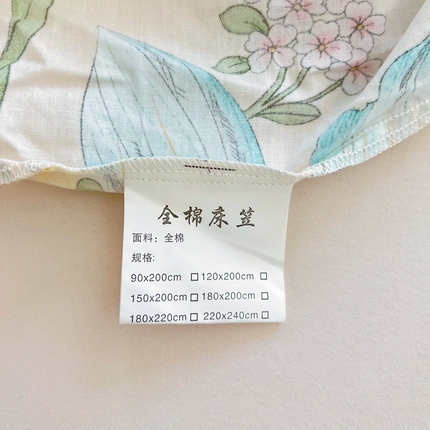 全棉床笠
面料：全棉
规格:
90x200cm □ 120x200cm □
150x200cm □ 180x200cm □
180x220cm □ 220x240cm □